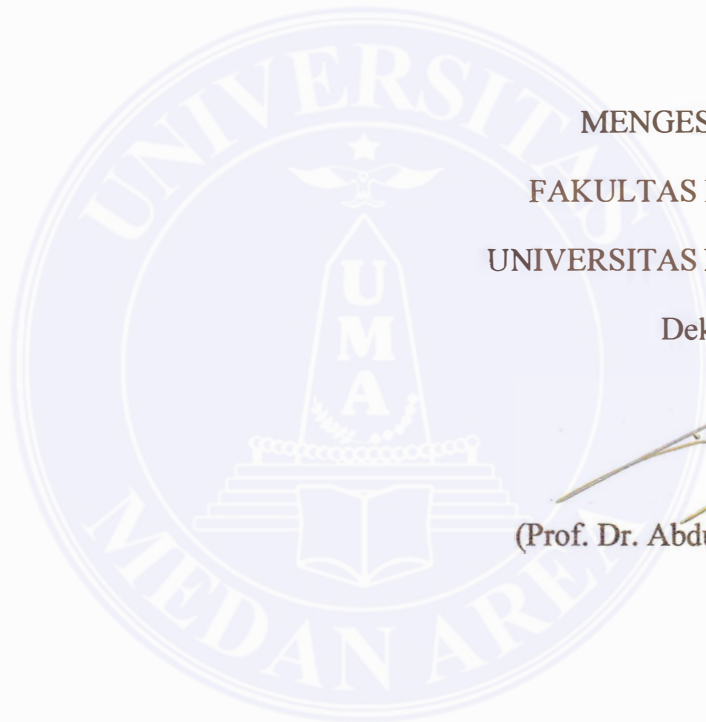 UNIVERSITAS
MENGES
FAKULTAS
UNIVERSITAS
Dek
UMA
(Prof. Dr. Abdu
MEDAN AREA